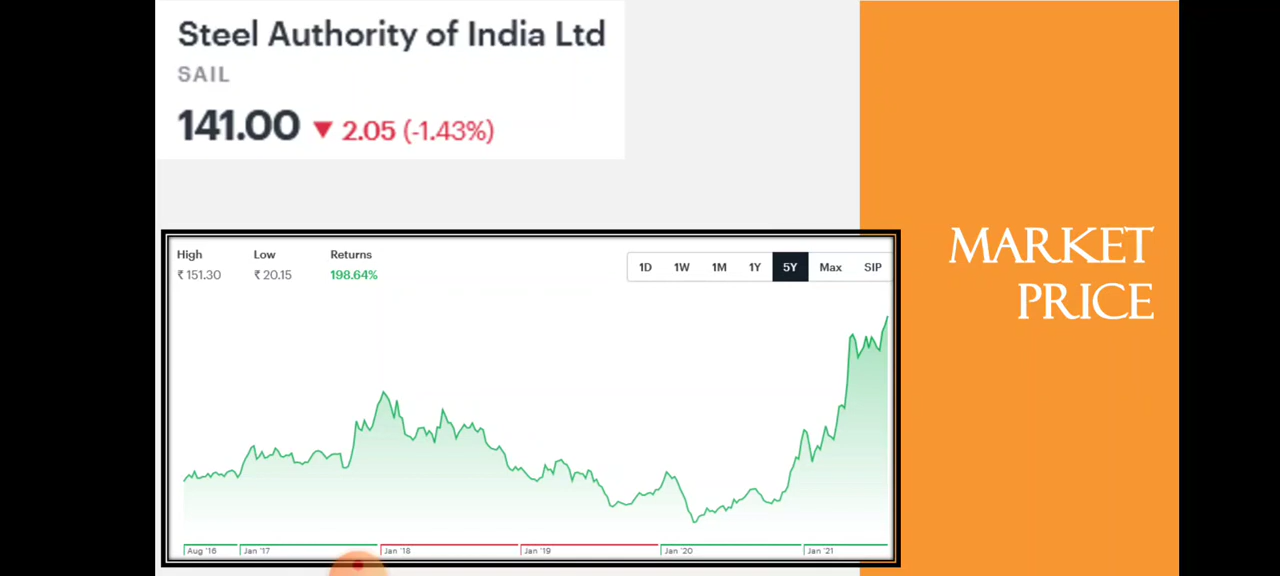 Steel Authority of India Ltd
SAIL
141.00 ▼ 2.05 (-1.43%)
MARKET
PRICE
High Low Returns
₹ 151.30 ₹ 20.15 198.64%
1D 1W 1M 1Y 5Y Max SIP
Aug '16 Jan '17 Jan '18 Jan '19 Jan '20 Jan '21